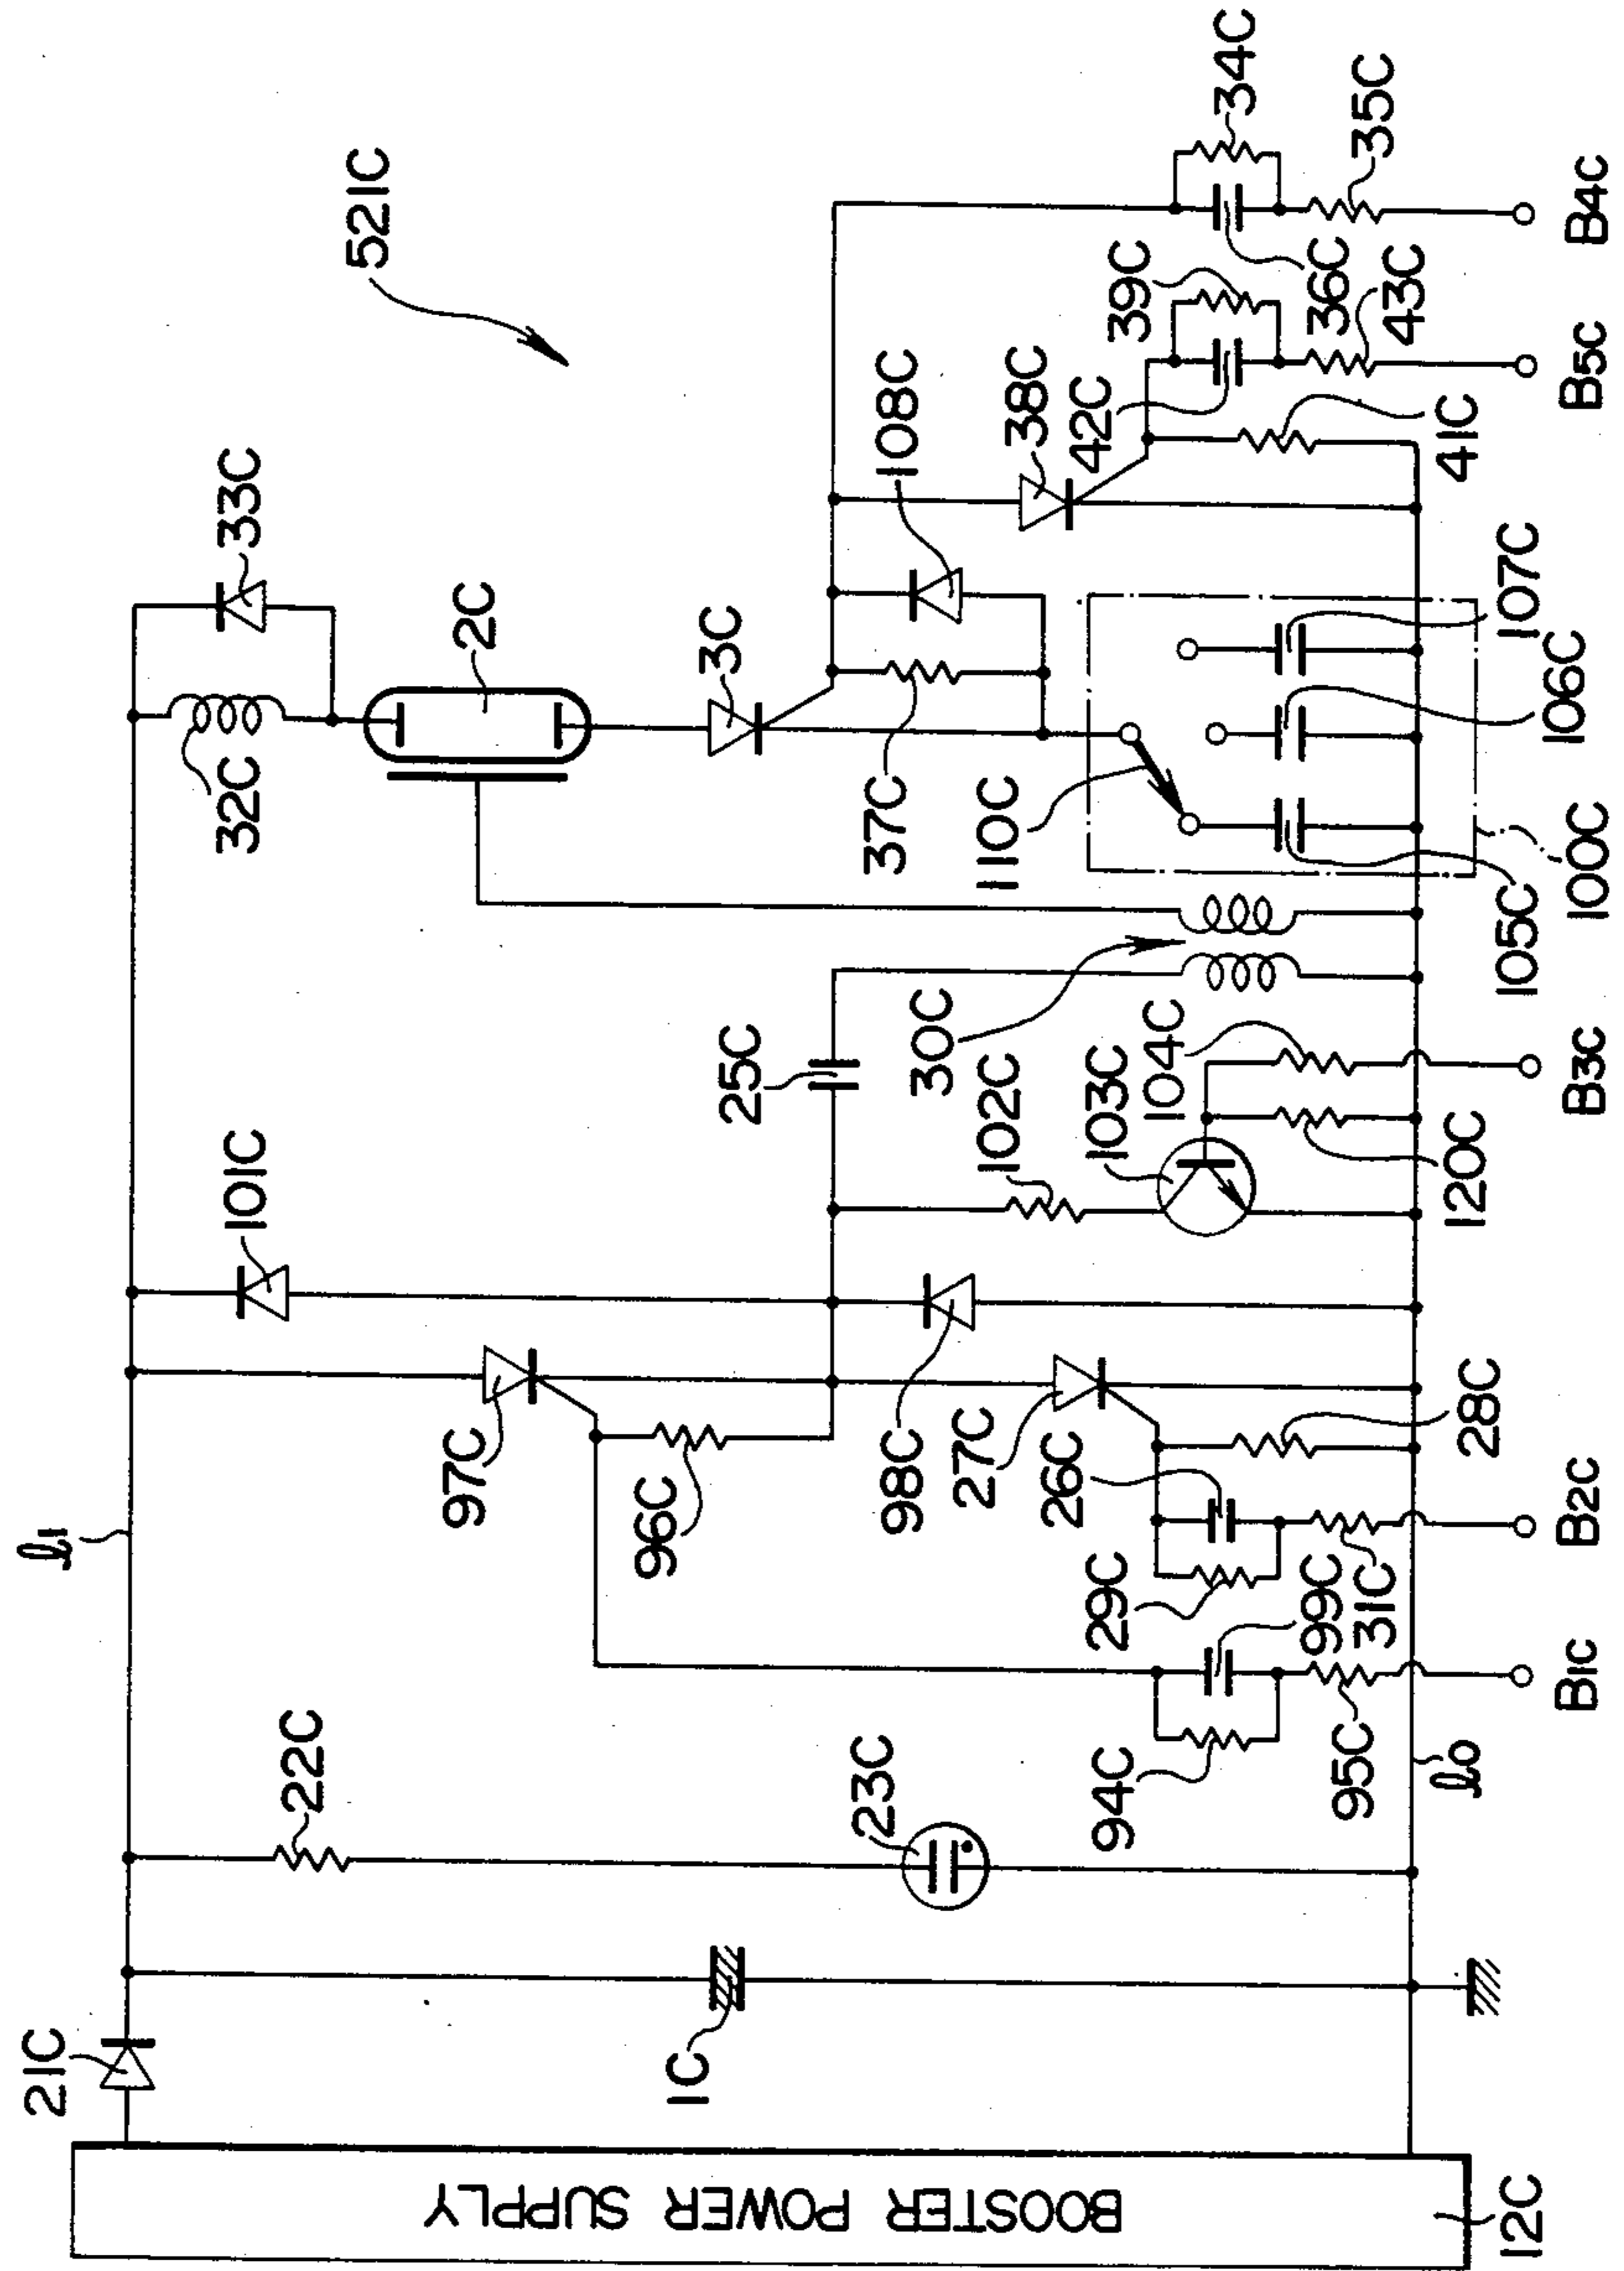 521C
33C
32C
2C
3C
108C
37C
110C
38C
42C
39C
34C
36C
35C
43C
41C
B4C
B5C
107C
106C
105C
100C
30C
25C
101C
102C
103C
104C
120C
B3C
l1
97C
96C
98C
27C
26C
28C
29C
31C
B2C
99C
94C
95C
B1C
l0
22C
23C
21C
1C
BOOSTER POWER SUPPLY
12C